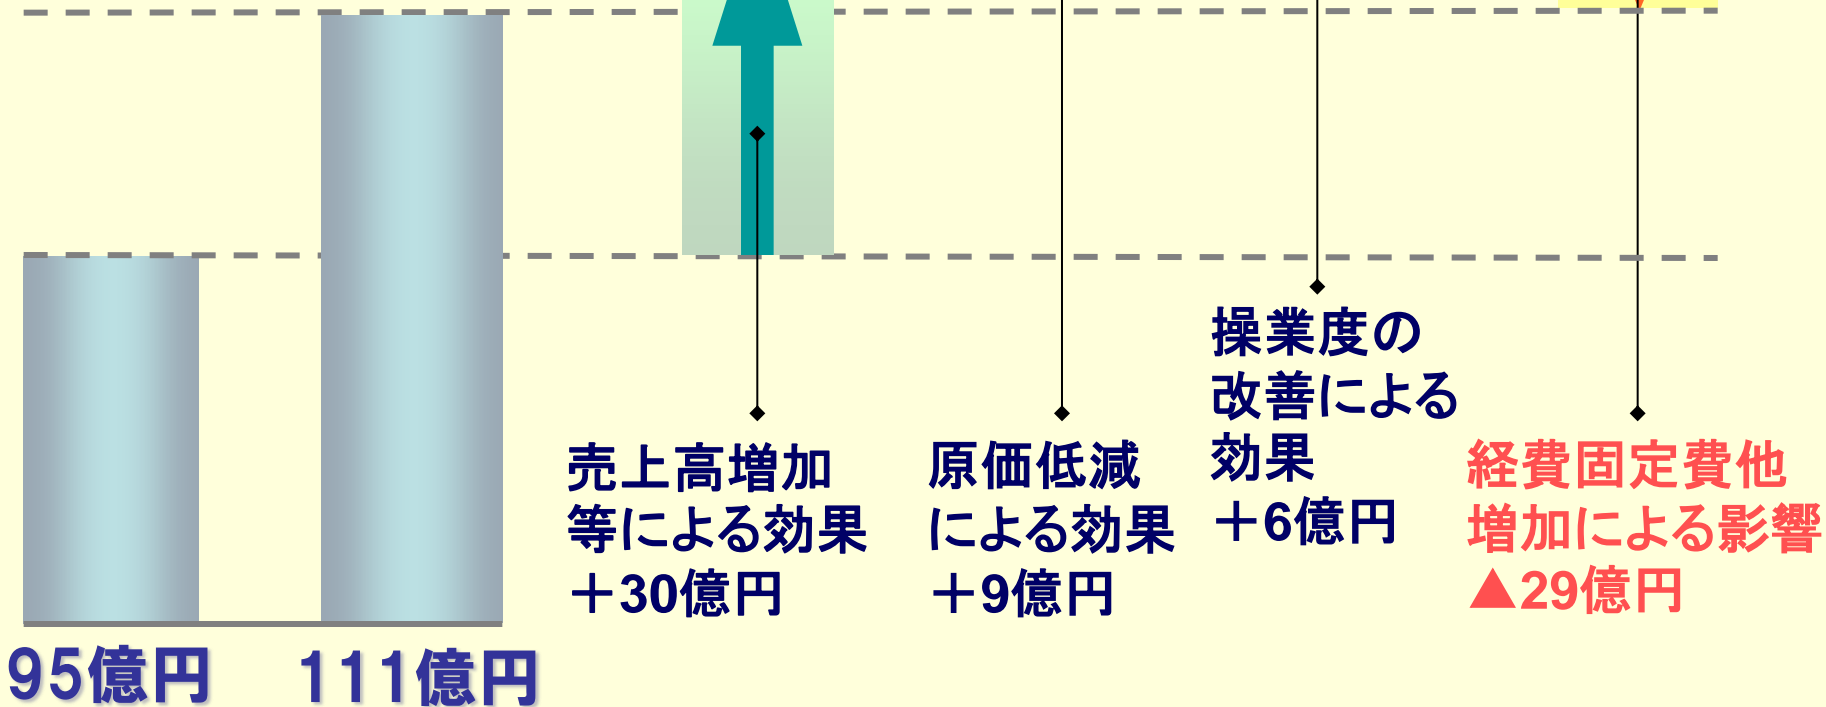 売上高増加
等による効果
＋30億円
原価低減
による効果
＋9億円
操業度の
改善による
効果
＋6億円
経費固定費他
増加による影響
▲29億円
95億円
111億円